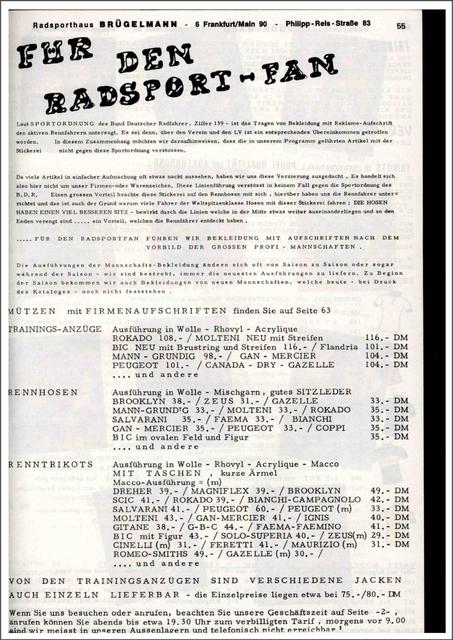 Radsporthaus BRÜGELMANN - 6 Frankfurt/Main 90 - Philipp-Reis-Straße 83 55
FÜR DEN
RADSPORT-FAN
Laut SPORTORDNUNG des Bund Deutscher Radfahrer, Ziffer 139 - ist das Tragen von Bekleidung mit Reklame-Aufschrift
den aktiven Rennfahrern untersagt. Es sei denn, über den Verein und den LV ist ein entsprechendes Übereinkommen getroffen
worden. In diesem Zusammenhang möchten wir daraufhinweisen, dass die in unserem Programm geführten Artikel mit der
Stickerei nicht gegen diese Sportordnung verstossen.
Da viele Artikel in einfacher Aufmachung oft etwas nackt aussehen, haben wir uns diese Verzierung ausgedacht. Es handelt sich
also hier nicht um unser Firmen- oder Warenzeichen. Diese Linienführung verstösst in keinem Fall gegen die Sportordnung des
B.D.R. Einen grossen Vorteil brachte diese Stickerei auf den Rennhosen mit sich, hierüber haben uns die Rennfahrer unter=
richtet und das ist auch der Grund warum viele Fahrer der Weltspitzenklasse Hosen mit dieser Stickerei fahren; DIE HOSEN
HABEN EINEN VIEL BESSEREN SITZ - bewirkt durch die Linien welche in der Mitte etwas weiter auseinanderliegen und an den
Enden verengt sind ..... ein Vorteil, welchen die Rennfahrer entdeckt haben.
..... FÜR DEN RADSPORTFAN FÜHREN WIR BEKLEIDUNG MIT AUFSCHRIFTEN NACH DEM
VORBILD DER GROSSEN PROFI - MANNSCHAFTEN.
Die Ausführungen der Mannschafts-Bekleidung ändern sich oft von Saison zu Saison oder sogar
während der Saison - wir sind bestrebt, immer die neuesten Ausführungen zu liefern. Zu Beginn
der Saison bekommen wir auch Bekleidungen von neuen Mannschaften, welche heute - bei Druck
des Kataloges - noch nicht feststehen.
MÜTZEN mit FIRMENAUFSCHRIFTEN finden Sie auf Seite 63
TRAININGS-ANZÜGE Ausführung in Wolle - Rhovyl - Acrylique
ROKADO 108.- / MOLTENI NEU mit Streifen 116.- DM
BIC NEU mit Brustring und Streifen 116.- / Flandria 101.- DM
MANN - GRUNDIG 98.- / GAN - MERCIER 104.- DM
PEUGEOT 101.- / CANADA - DRY - GAZELLE 104.- DM
.... und andere
RENNHOSEN Ausführung in Wolle - Mischgarn, gutes SITZLEDER
BROOKLYN 38.- / ZEUS 31.- / GAZELLE 33.- DM
MANN-GRUNDIG 33.- / MOLTENI 33.- / ROKADO 35.- DM
SALVARANI 35.- / FAEMA 33.- / BIANCHI 33.- DM
GAN - MERCIER 35.- / PEUGEOT 33.- / COPPI 35.- DM
BIC im ovalen Feld und Figur 35.- DM
.... und andere
RENNTRIKOTS Ausführung in Wolle - Rhovyl - Acrylique - Macco
MIT TASCHEN, kurze Ärmel
Macco-Ausführung = (m)
DREHER 39.- / MAGNIFLEX 39.- / BROOKLYN 49.- DM
SCIC 41.- / ROKADO 39.- / BIANCHI-CAMPAGNOLO 42.- DM
SALVARANI 41.- / PEUGEOT 60.- / PEUGEOT (m) 33.- DM
MOLTENI 43.- / GAN-MERCIER 41.- / IGNIS 40.- DM
GITANE 38.- / G-B-C 44.- / FAEMA-FAEMINO 41.- DM
BIC mit Figur 43.- / SOLO-SUPERIA 40.- / ZEUS(m) 29.- DM
CINELLI (m) 31.- / FERETTI 41.- / MAURIZIO (m) 31.- DM
ROMEO-SMITHS 49.- / GAZELLE (m) 30.- /
.... und andere
VON DEN TRAININGSANZÜGEN SIND VERSCHIEDENE JACKEN
AUCH EINZELN LIEFERBAR - die Einzelpreise liegen etwa bei 75.-/80.- DM
Wenn Sie uns besuchen oder anrufen, beachten Sie unsere Geschäftszeit auf Seite -2-,
anrufen können Sie abends bis etwa 19.30 Uhr zum verbilligten Tarif, morgens vor 9.00
sind wir meisst in unseren Aussenlagern und telefonisch nicht erreichbar!